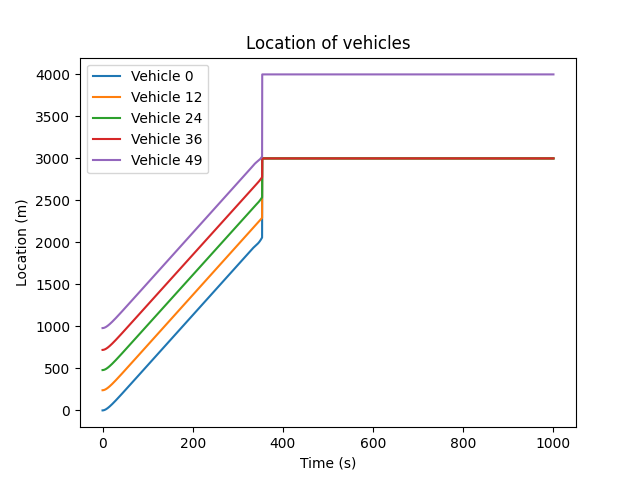 Location of vehicles
Location (m)
4000
3500
3000
2500
2000
1500
1000
500
0
Vehicle 0
Vehicle 12
Vehicle 24
Vehicle 36
Vehicle 49
0
200
400
600
800
1000
Time (s)